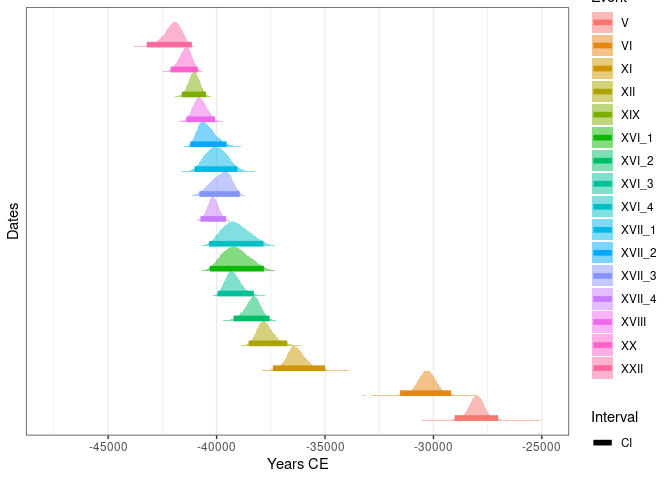 V
VI
XI
XII
XIX
XVI_1
XVI_2
XVI_3
XVI_4
XVII_1
XVII_2
XVII_3
XVII_4
XVIII
XX
XXII
Interval
CI
Dates
-45000 -40000 -35000 -30000 -25000
Years CE